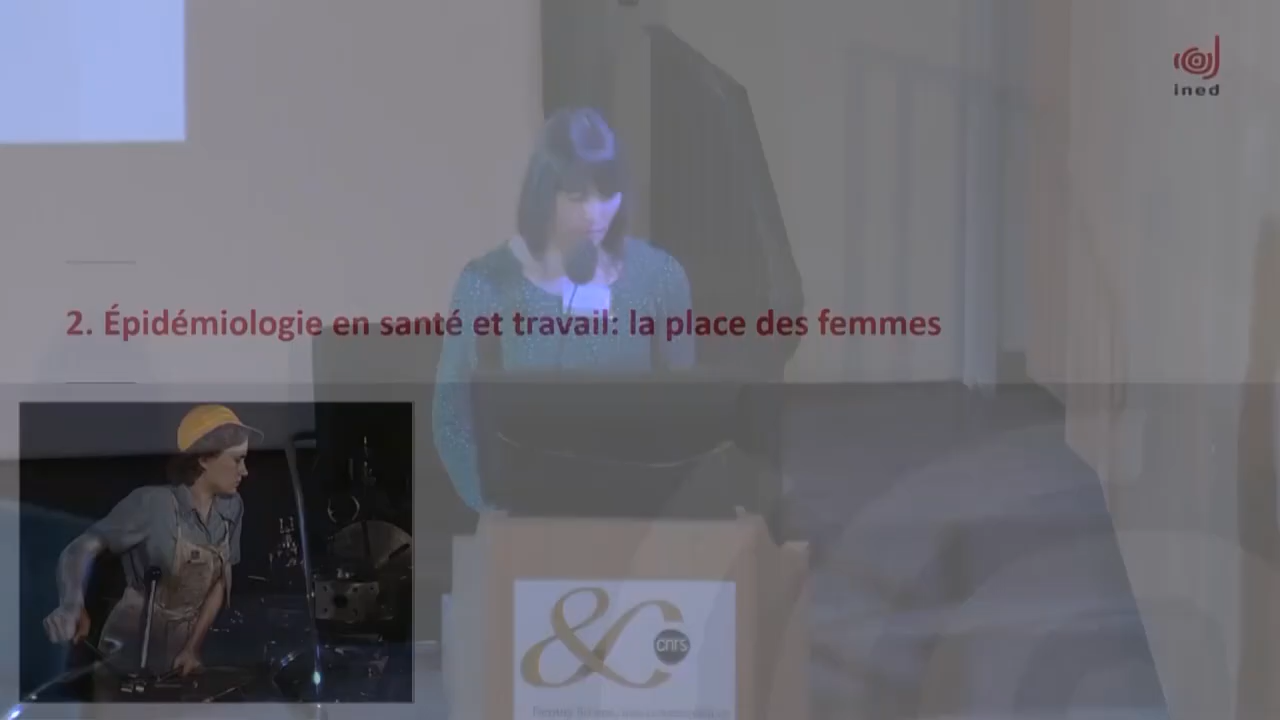 ined
2. Épidémiologie en santé et travail: la place des femmes
&C
cnrs